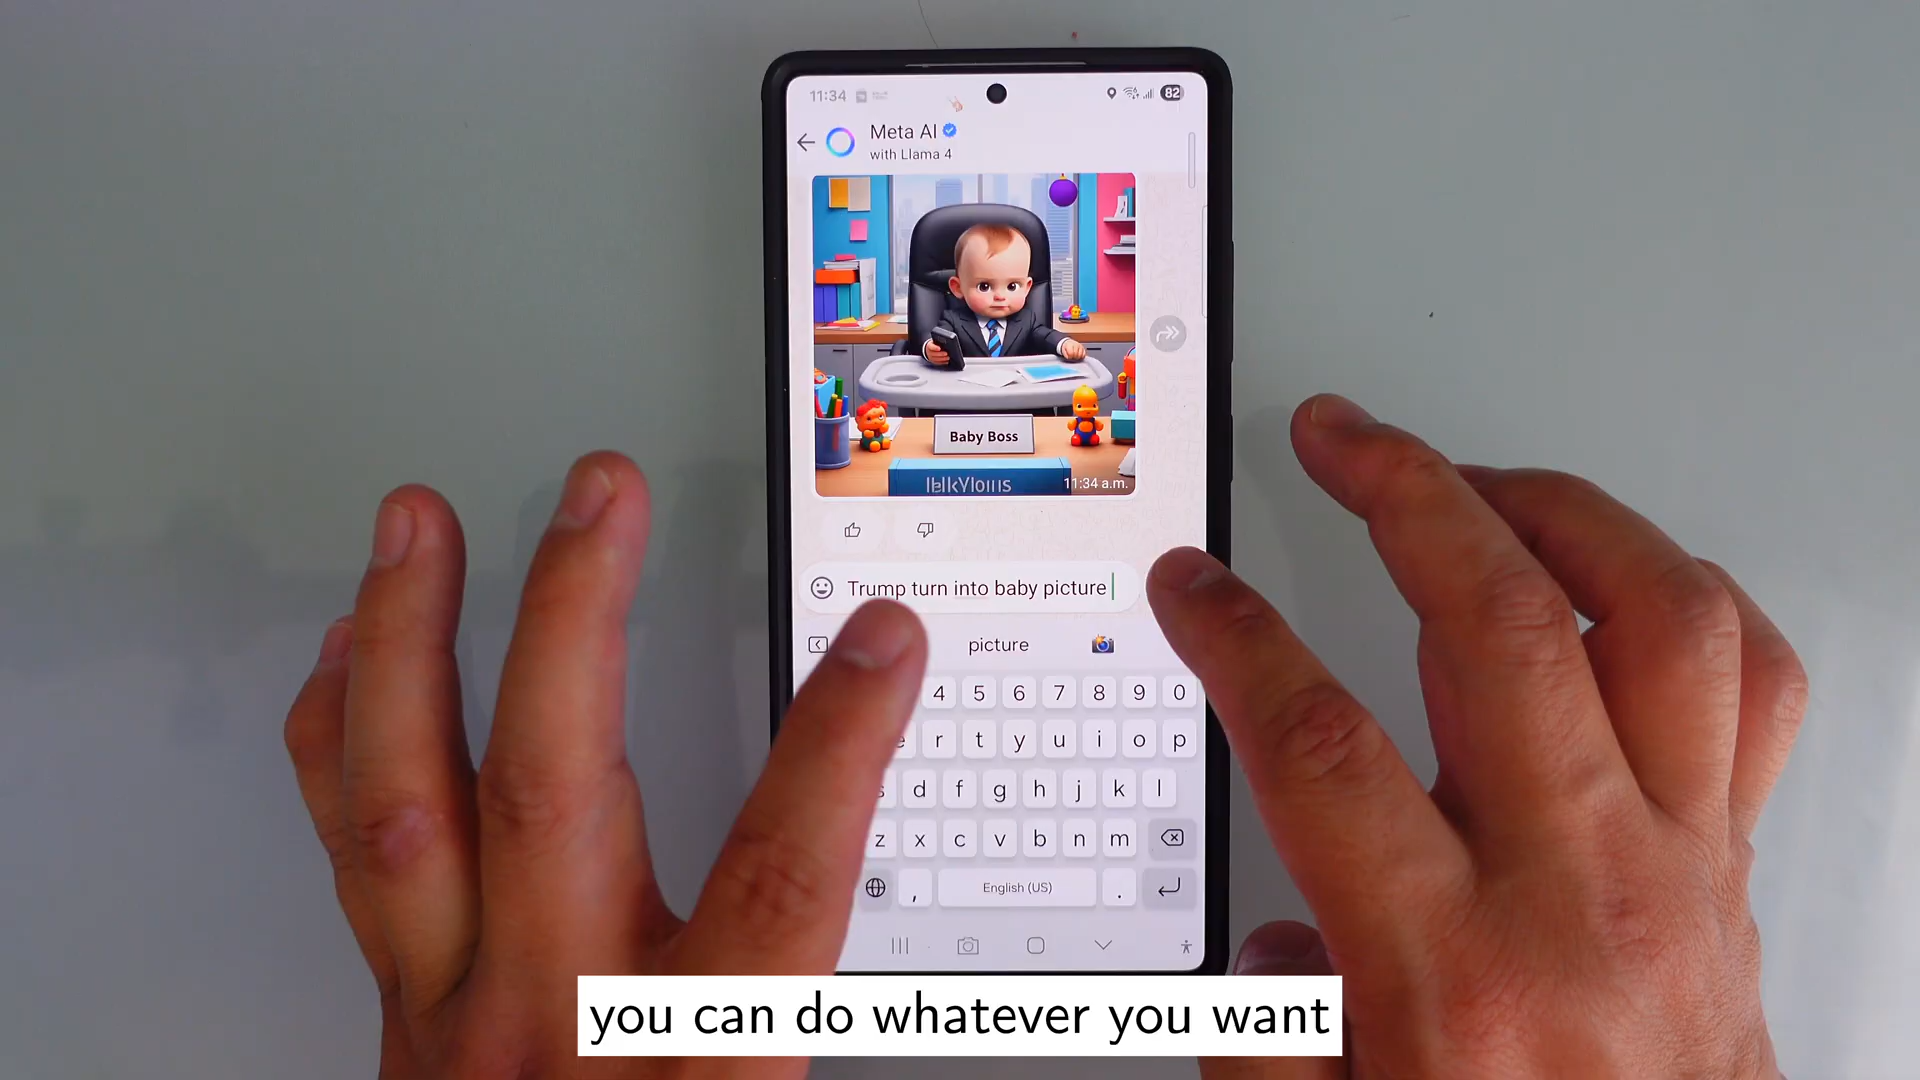 11:34
82
Meta AI
with Llama 4
Baby Boss
11:34 a.m.
Trump turn into baby picture
picture
4 5 6 7 8 9 0
e r t y u i o p
s d f g h j k l
z x c v b n m
, English (US) .
you can do whatever you want